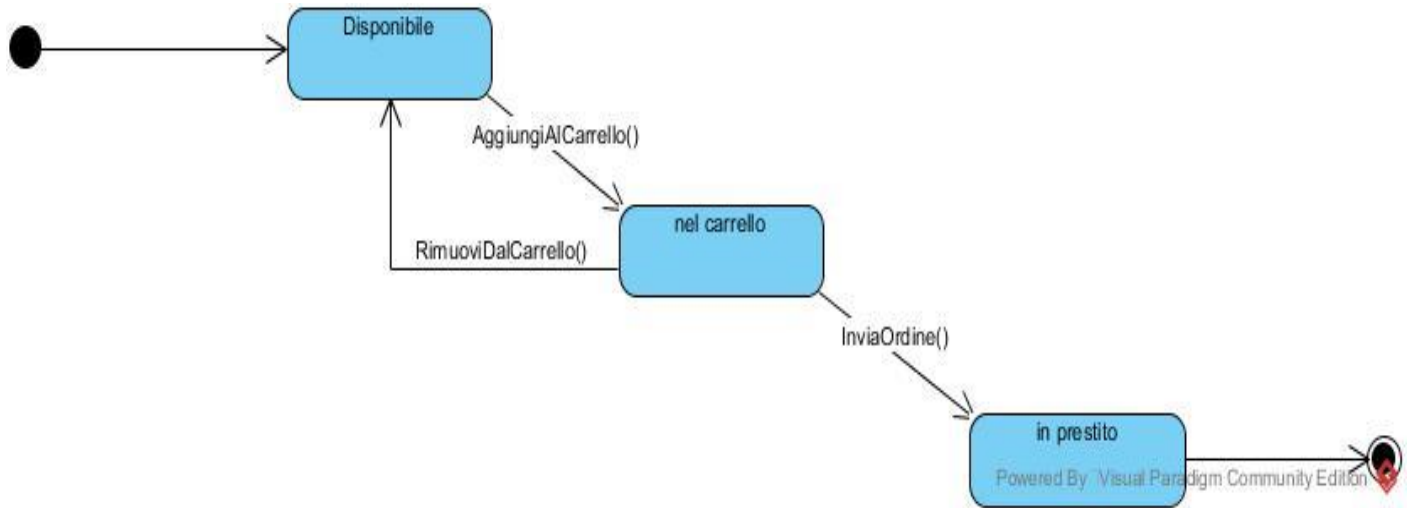 Disponibile
AggiungiAlCarrello()
nel carrello
RimuoviDalCarrello()
InviaOrdine()
in prestito
Powered By Visual Paradigm Community Edition